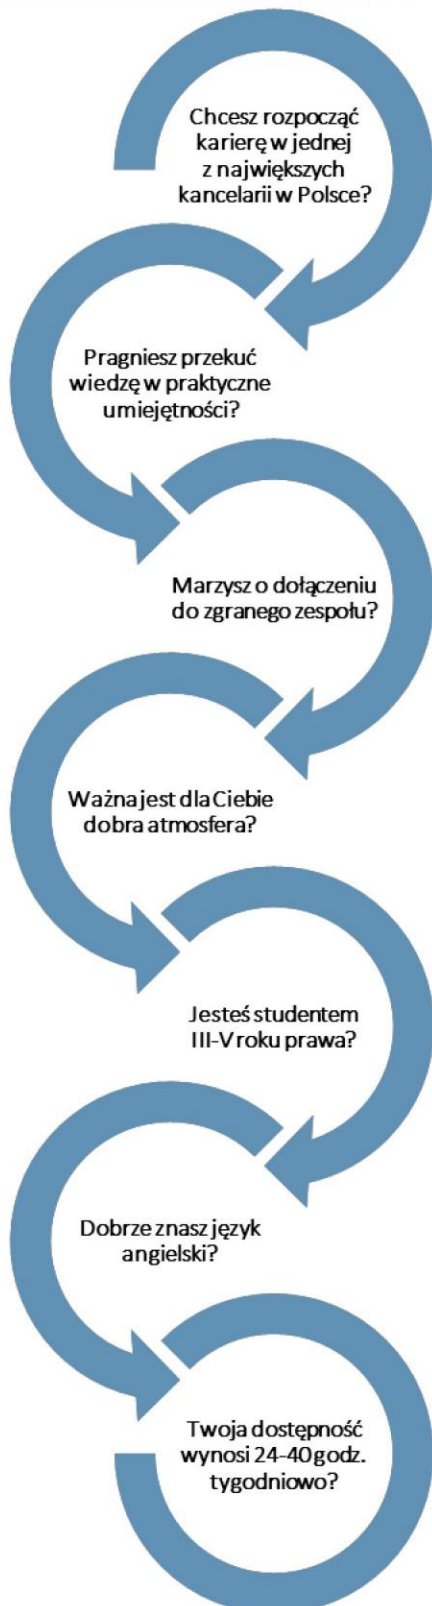 Chcesz rozpocząć
karierę w jednej
z największych
kancelarii w Polsce?
Pragniesz przekuć
wiedzę w praktyczne
umiejętności?
Marzysz o dołączeniu
do zgranego zespołu?
Ważna jest dla Ciebie
dobra atmosfera?
Jesteś studentem
III-V roku prawa?
Dobrze znasz język
angielski?
Twoja dostępność
wynosi 24-40 godz.
tygodniowo?